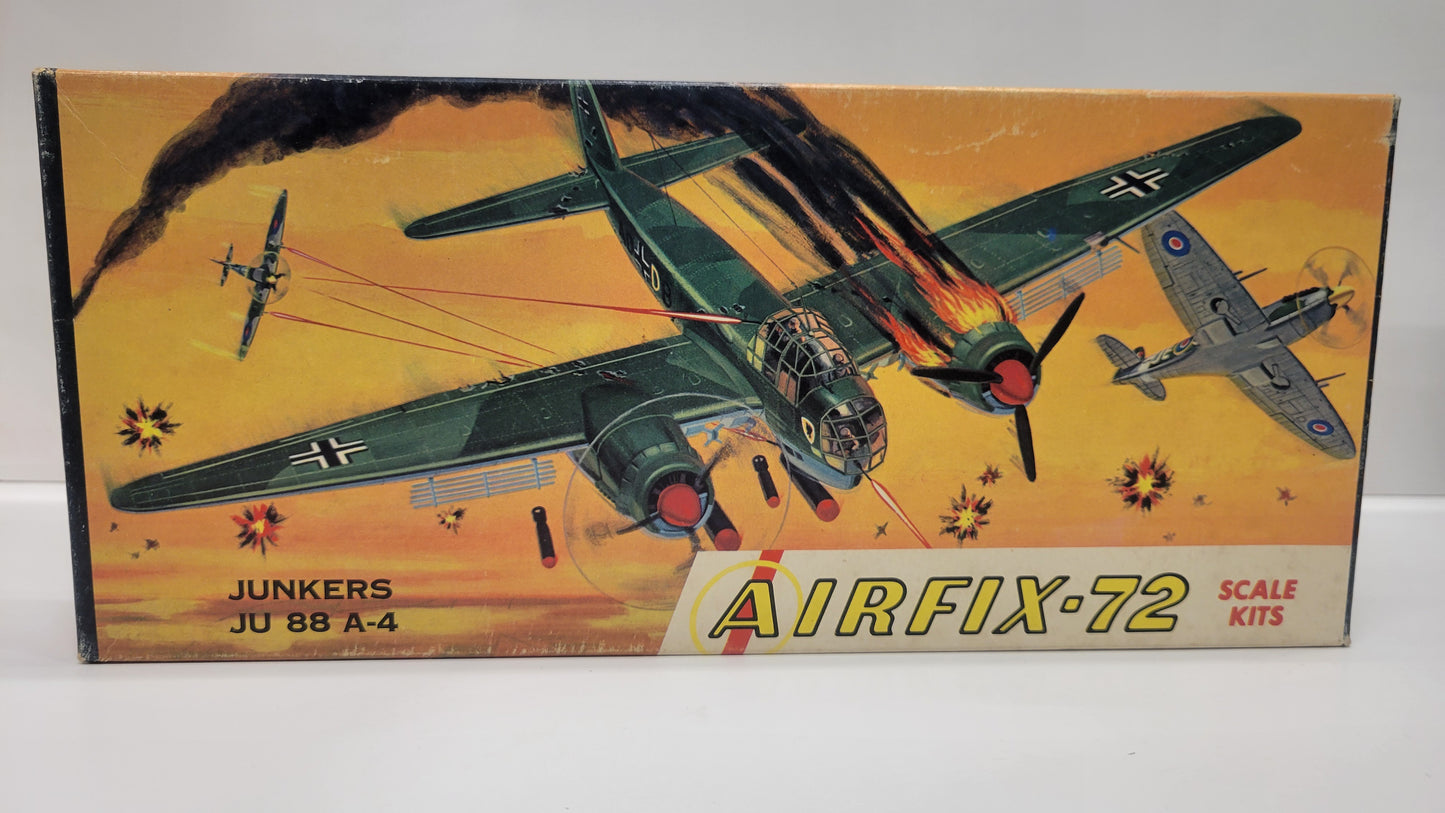 JUNKERS
JU 88 A-4
AIRFIX-72
SCALE
KITS